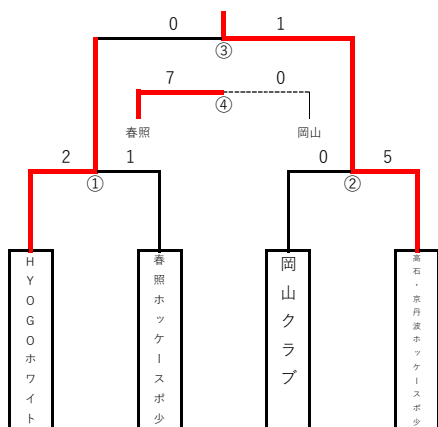 0 1
③
7 0
④
春照 岡山
2 1 0 5
① ②
HYOGOホワイト
春照ホッケースポ少
岡山クラブ
高石・京丹波ホッケースポ少